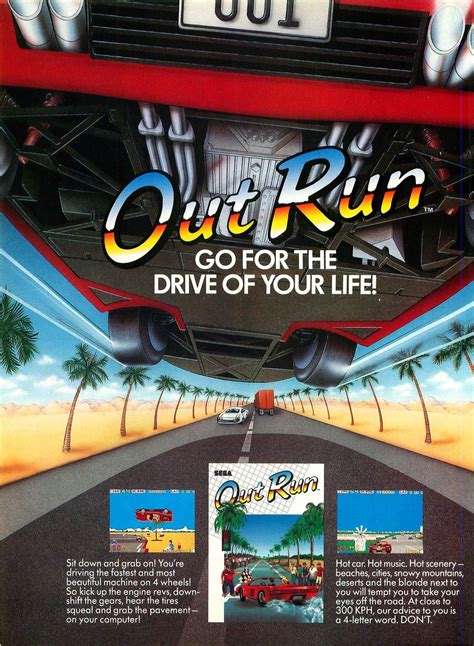 001
Out Run
™
GO FOR THE
DRIVE OF YOUR LIFE!
SEGA
Out Run
Sit down and grab on! You're
driving the fastest and most
beautiful machine on 4 wheels!
So kick up the engine revs, down-
shift the gears, hear the tires
squeal and grab the pavement—
on your computer!
Hot car. Hot music. Hot scenery—
beaches, cities, snowy mountains,
deserts and the blonde next to
you will tempt you to take your
eyes off the road. At close to
300 KPH, our advice to you is
a 4-letter word. DON'T.